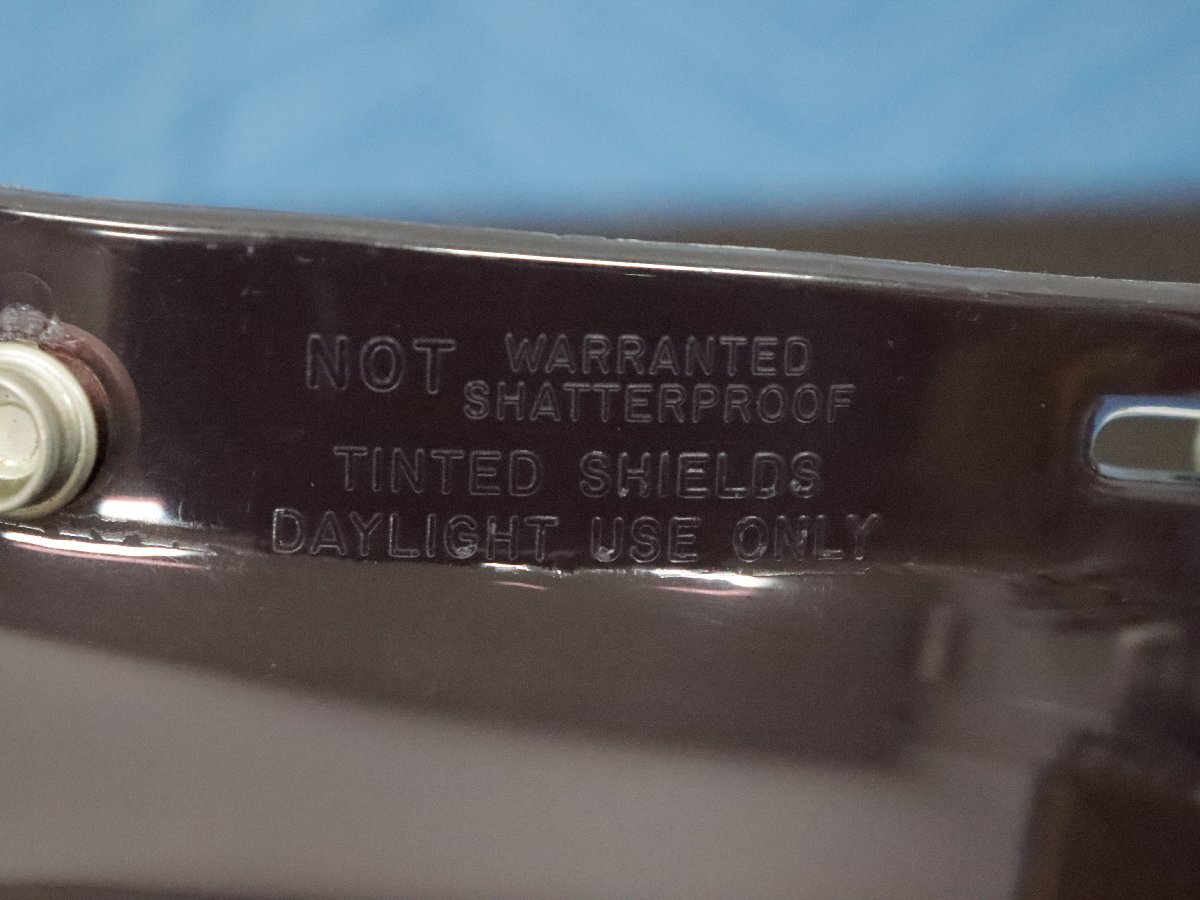 NOT WARRANTED
SHATTERPROOF
TINTED SHIELDS
DAYLIGHT USE ONLY